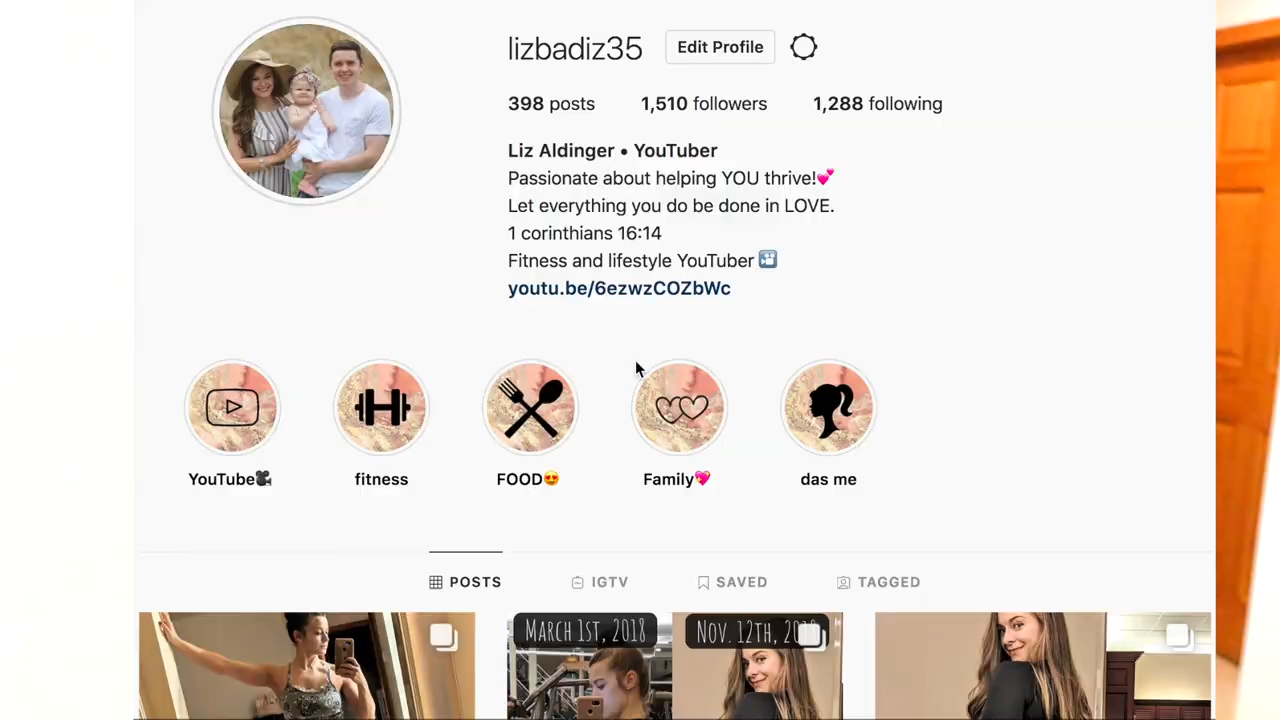 lizbadiz35
Edit Profile
398 posts
1,510 followers
1,288 following
Liz Aldinger • YouTuber
Passionate about helping YOU thrive!💕
Let everything you do be done in LOVE.
1 corinthians 16:14
Fitness and lifestyle YouTuber 🎦
youtu.be/6ezwzCOZbWc
YouTube🎥
fitness
FOOD😍
Family💖
das me
POSTS
IGTV
SAVED
TAGGED
MARCH 1ST, 2018
NOV. 12TH, 2019